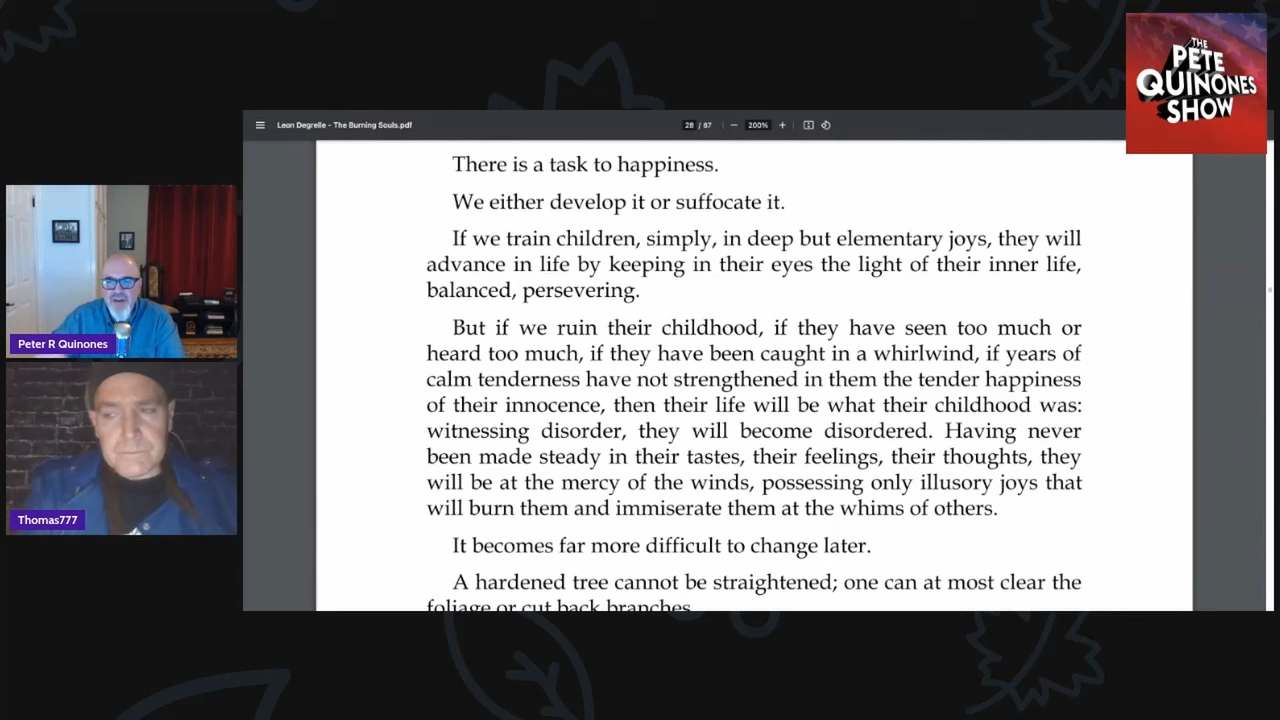 THE
PETE
QUINONES
SHOW
Leon Degrelle - The Burning Souls.pdf
28 / 87
200%
There is a task to happiness.
We either develop it or suffocate it.
If we train children, simply, in deep but elementary joys, they will
advance in life by keeping in their eyes the light of their inner life,
balanced, persevering.
But if we ruin their childhood, if they have seen too much or
heard too much, if they have been caught in a whirlwind, if years of
calm tenderness have not strengthened in them the tender happiness
of their innocence, then their life will be what their childhood was:
witnessing disorder, they will become disordered. Having never
been made steady in their tastes, their feelings, their thoughts, they
will be at the mercy of the winds, possessing only illusory joys that
will burn them and immiserate them at the whims of others.
It becomes far more difficult to change later.
A hardened tree cannot be straightened; one can at most clear the
foliage or cut back branches.
Peter R Quinones
Thomas777